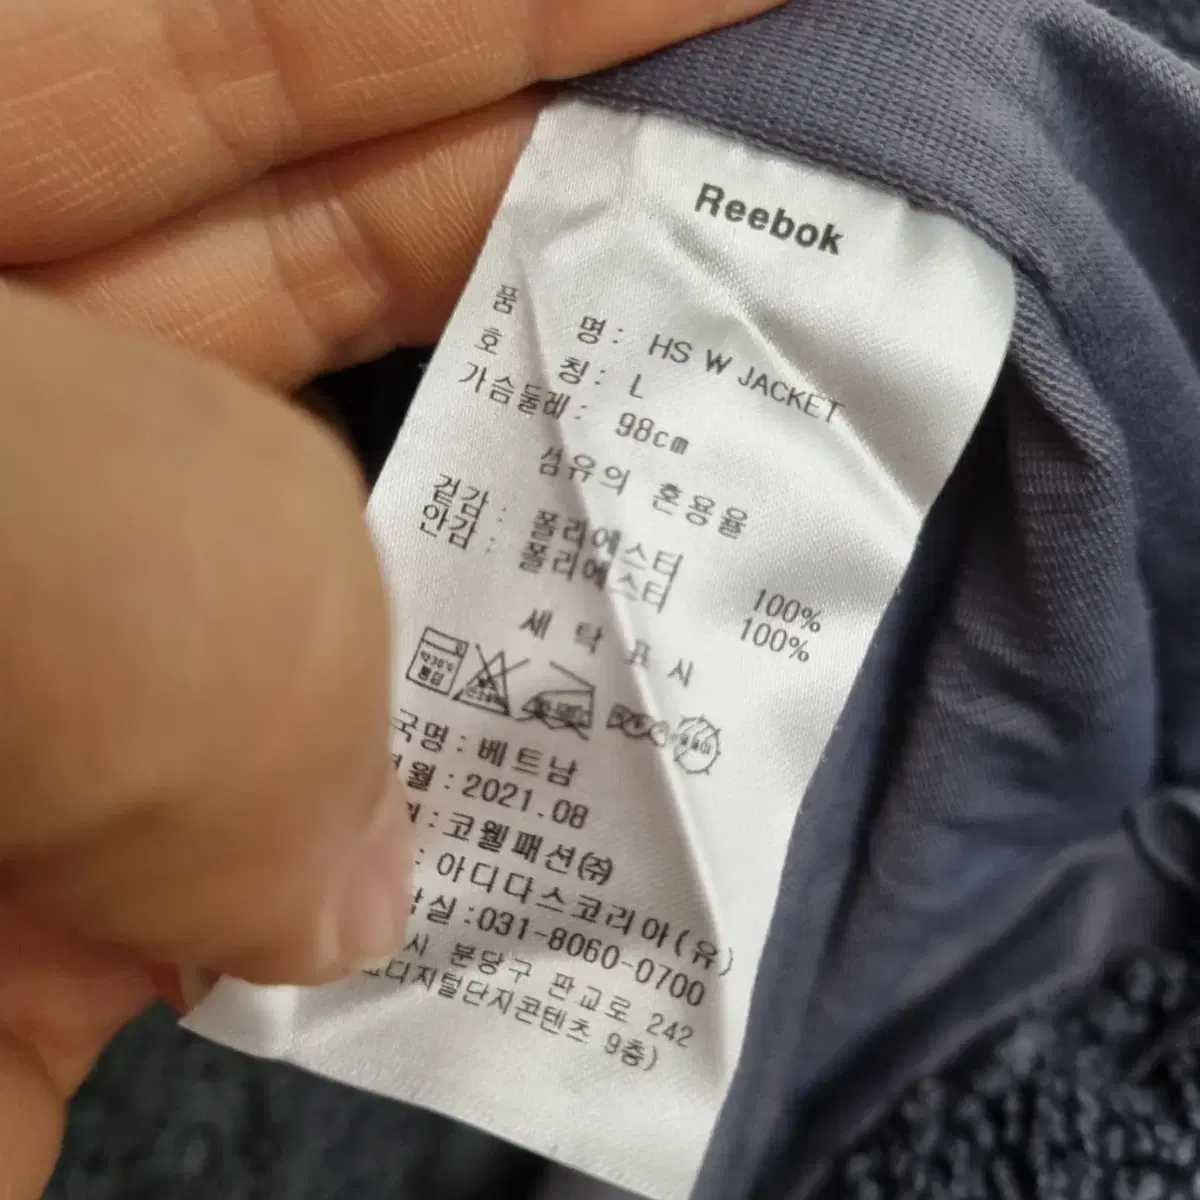 Reebok
품 명 : HS W JACKET
호 칭 : L
가슴둘레 : 98cm
섬유의 혼용율
겉감 : 폴리에스터 100%
안감 : 폴리에스터 100%
세 탁 표 시
국명 : 베트남
월 : 2021.08
: 코웰패션(주)
: 아디다스코리아(유)
실 : 031-8060-0700
시 분당구 판교로 242
디지털단지콘텐츠 9층)